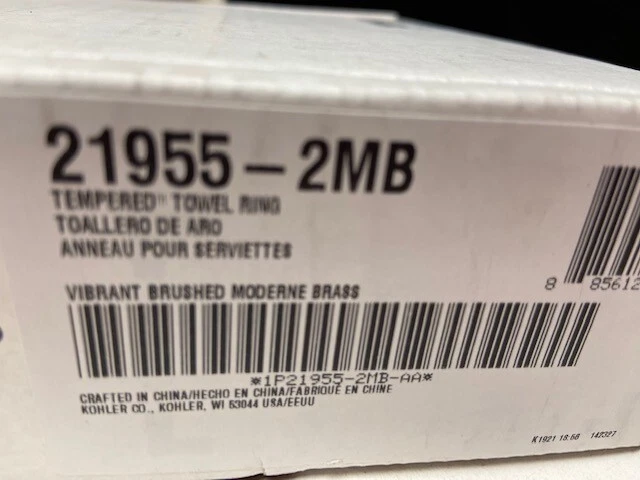 21955-2MB
TEMPERED™ TOWEL RING
TOALLERO DE ARO
ANNEAU POUR SERVIETTES
VIBRANT BRUSHED MODERNE BRASS
8 85612
*1P21955-2MB-AA*
CRAFTED IN CHINA/HECHO EN CHINA/FABRIQUÉ EN CHINE
KOHLER CO., KOHLER, WI 53044 USA/EEUU
K1921 18:58 142327